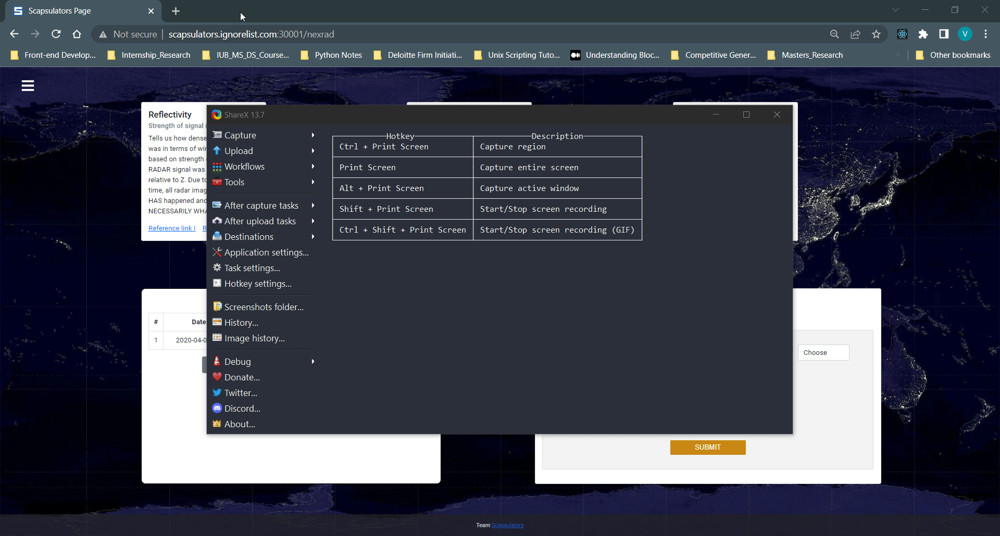 Scapsulators Page
Not secure
scapsulators.ignorelist.com:30001/nexrad
V
Front-end Develop...
Internship_Research
IUB_MS_DS_Course...
Python Notes
Deloitte Firm Initiati...
Unix Scripting Tuto...
Understanding Bloc...
Competitive Gener...
Masters_Research
Other bookmarks
Reflectivity
Strength of signal (
Tells us how dense
was in terms of
based on strength
RADAR signal was
relative to Z. Due to
time, all radar imag
HAS happened and
NECESSARILY WHA
Reference link I
ShareX 13.7
Capture
Upload
Workflows
Tools
After capture tasks
After upload tasks
Destinations
Application settings...
Task settings...
Hotkey settings...
Screenshots folder...
History...
Image history...
Debug
Donate...
Twitter...
Discord...
About...
Hotkey Description
Ctrl + Print Screen Capture region
Print Screen Capture entire screen
Alt + Print Screen Capture active window
Shift + Print Screen Start/Stop screen recording
Ctrl + Shift + Print Screen Start/Stop screen recording (GIF)
# Date
1 2020-04-0
Choose
SUBMIT
Team Scapsulators